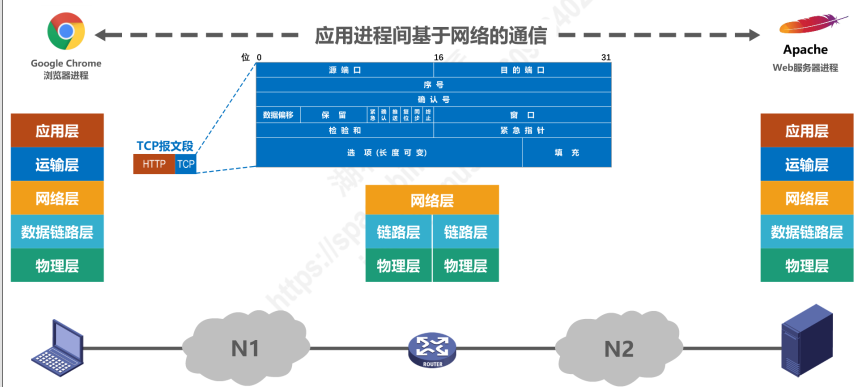 应用进程间基于网络的通信
Google Chrome
浏览器进程
Apache
Web服务器进程
位 0 16 31
源端口 目的端口
序号
确认号
数据偏移 保留 紧急 确认 推送 复位 同步 终止 窗口
检验和 紧急指针
选项(长度可变) 填充
TCP报文段
HTTP TCP
应用层
运输层
网络层
数据链路层
物理层
网络层
链路层 链路层
物理层 物理层
应用层
运输层
网络层
数据链路层
物理层
N1
ROUTER
N2